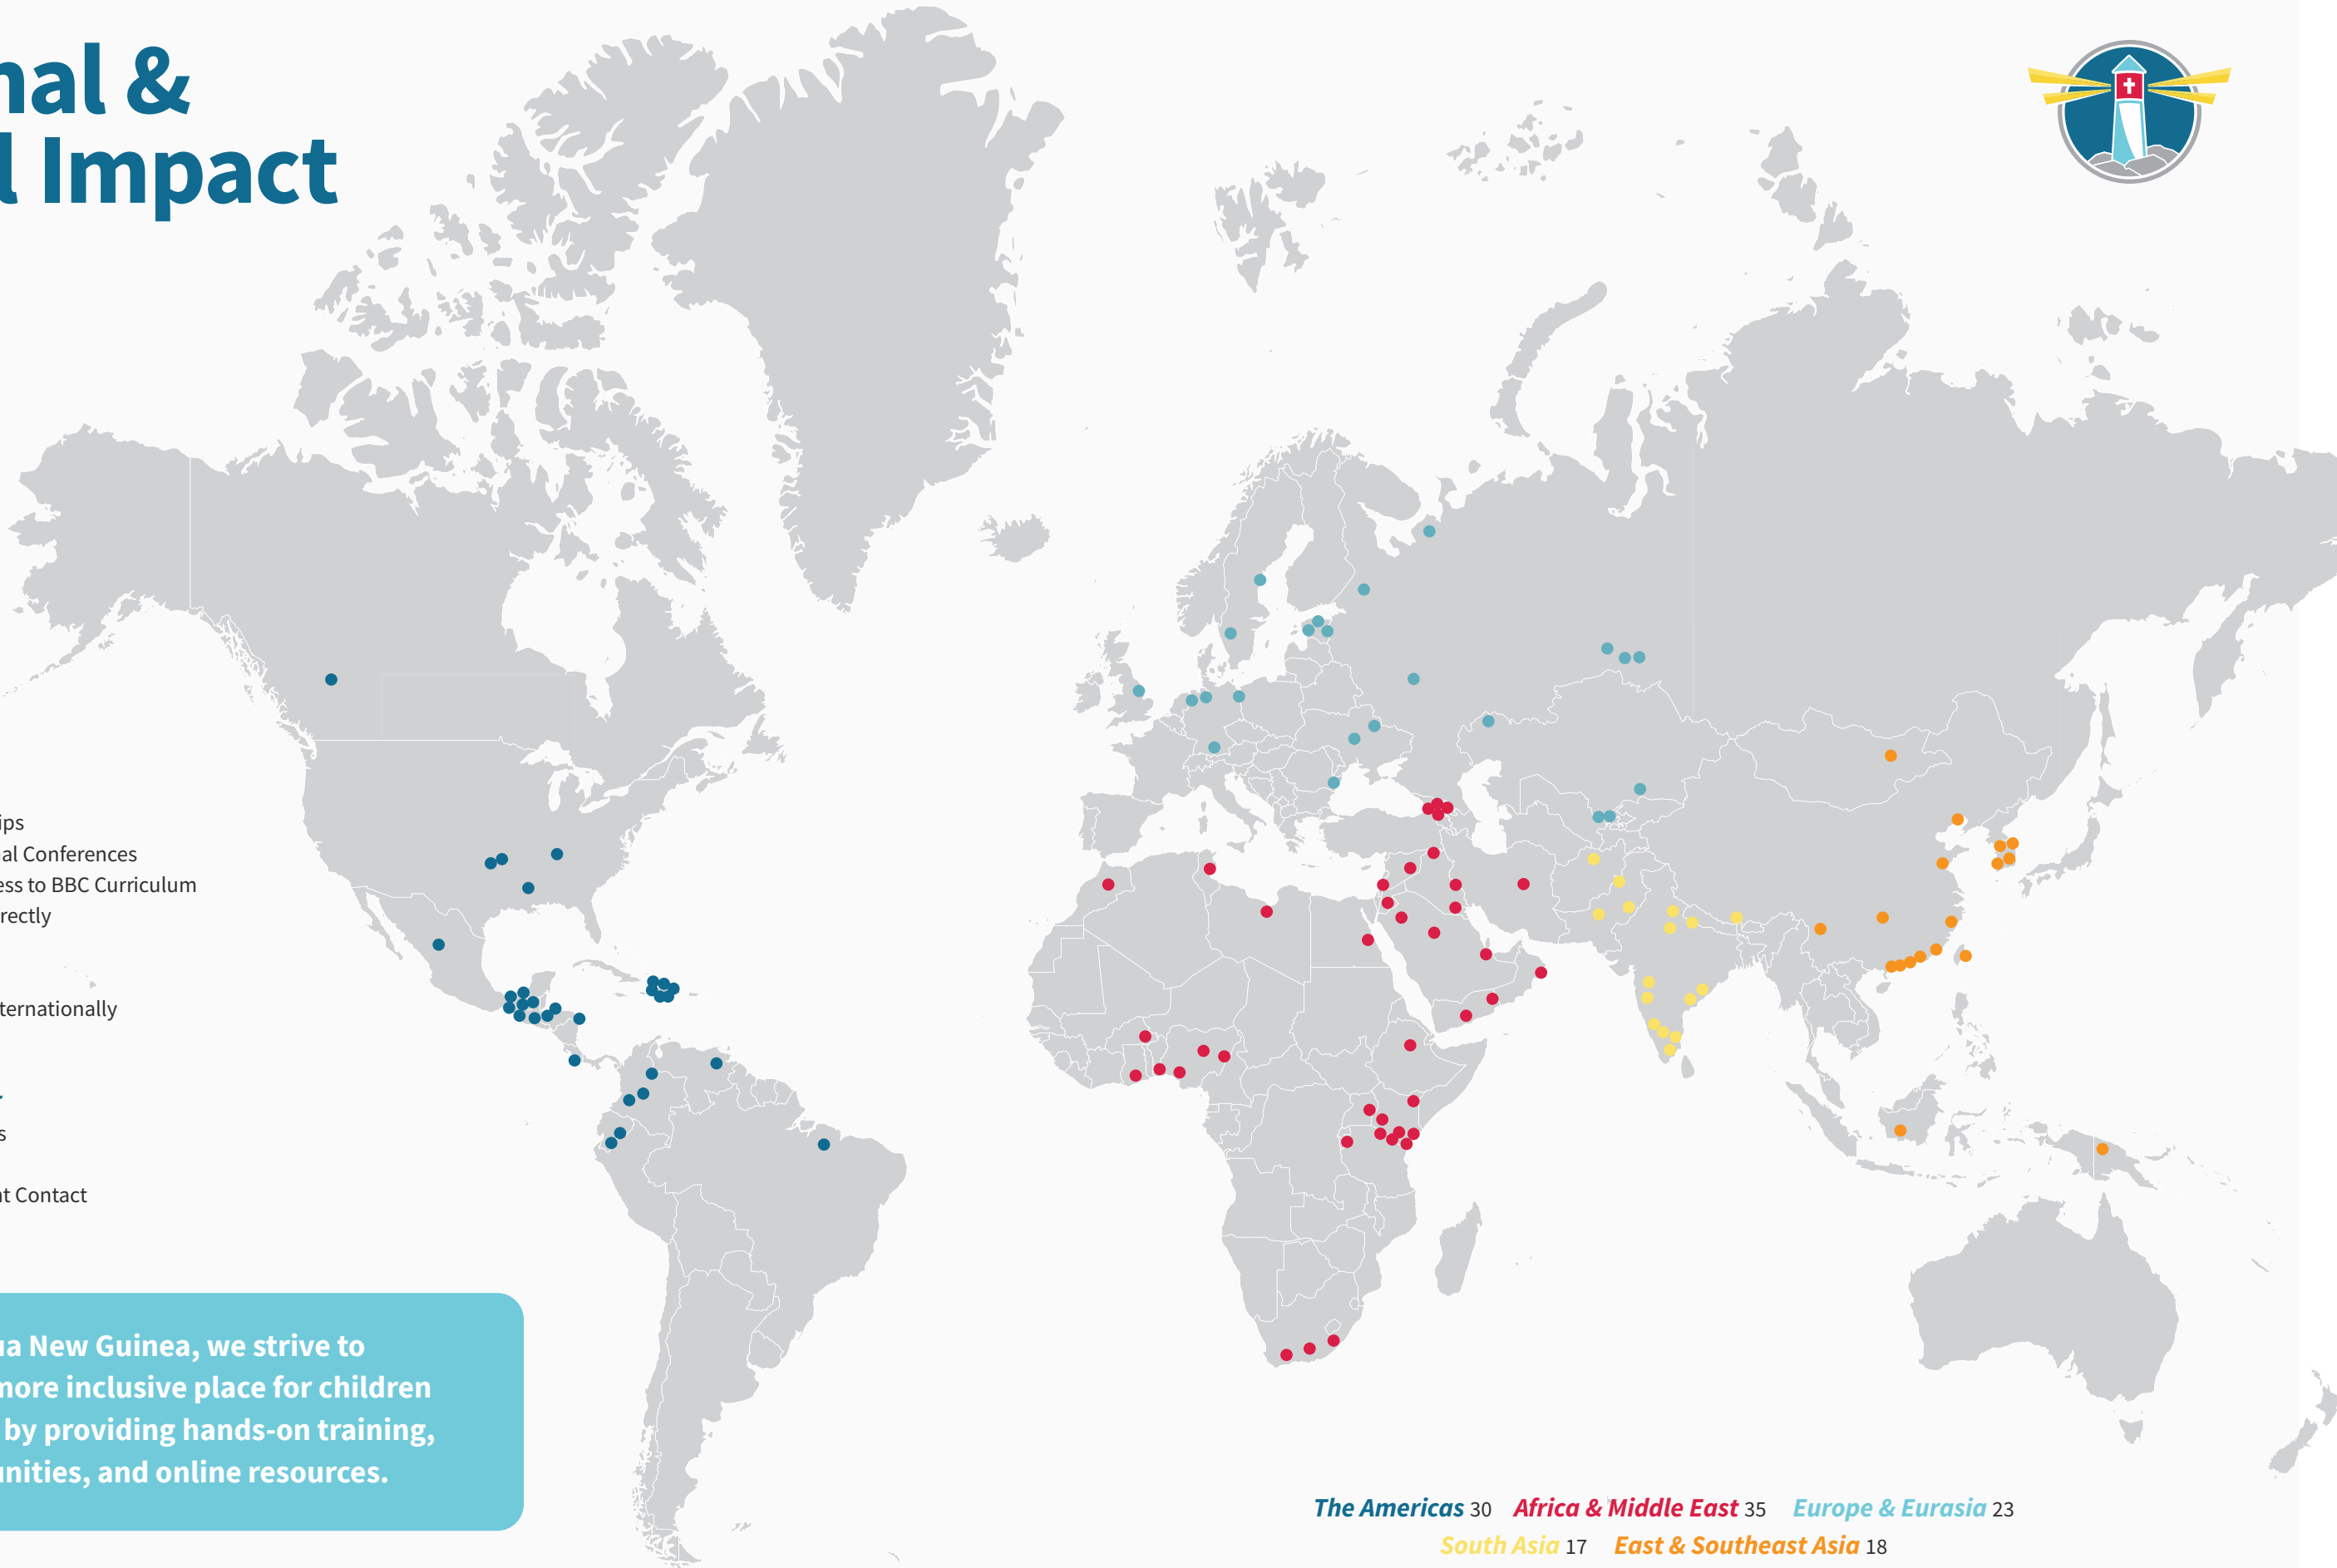 nal &
l Impact
ips
al Conferences
ess to BBC Curriculum
rectly
ternationally
s
t Contact
ua New Guinea, we strive to
more inclusive place for children
by providing hands-on training,
unities, and online resources.
The Americas 30 Africa & Middle East 35 Europe & Eurasia 23
South Asia 17 East & Southeast Asia 18